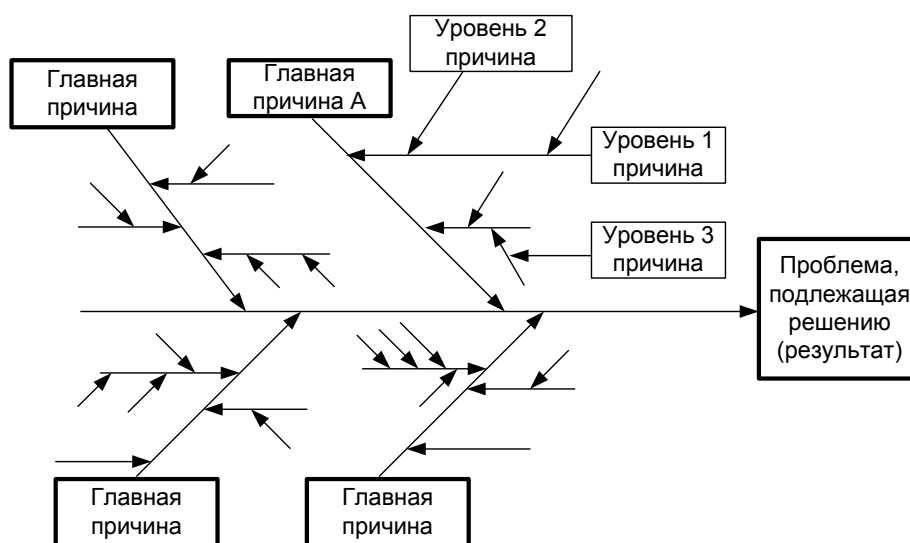 Уровень 2
причина
Главная
причина
Главная
причина А
Уровень 1
причина
Уровень 3
причина
Проблема,
подлежащая
решению
(результат)
Главная
причина
Главная
причина